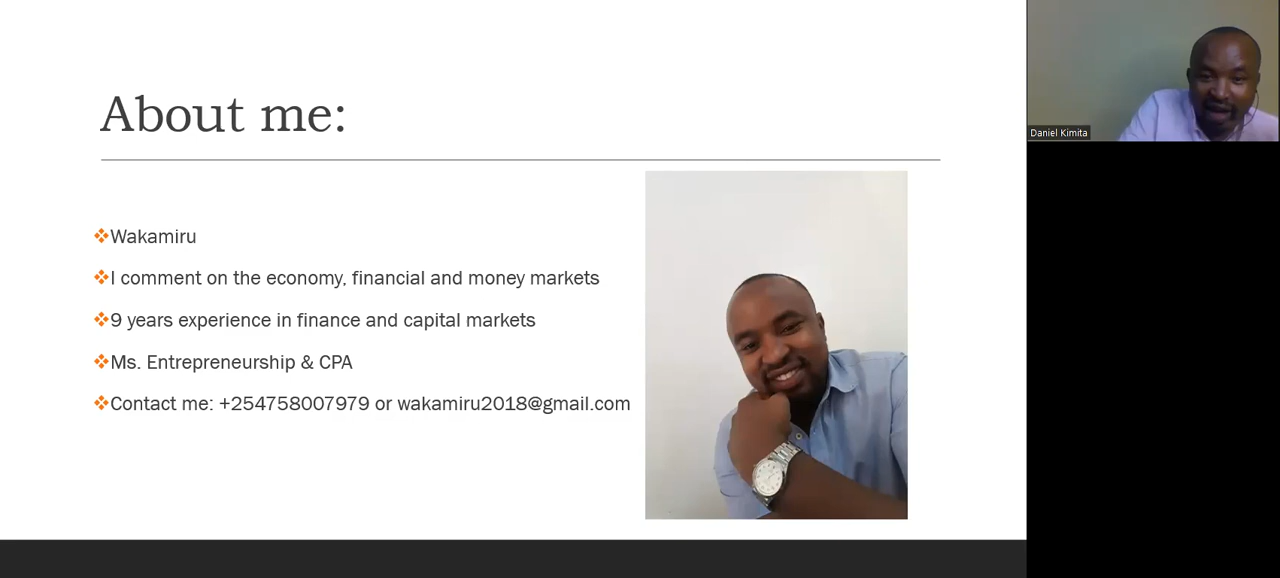 About me:
Wakamiru
I comment on the economy, financial and money markets
9 years experience in finance and capital markets
Ms. Entrepreneurship & CPA
Contact me: +254758007979 or wakamiru2018@gmail.com
Daniel Kimita